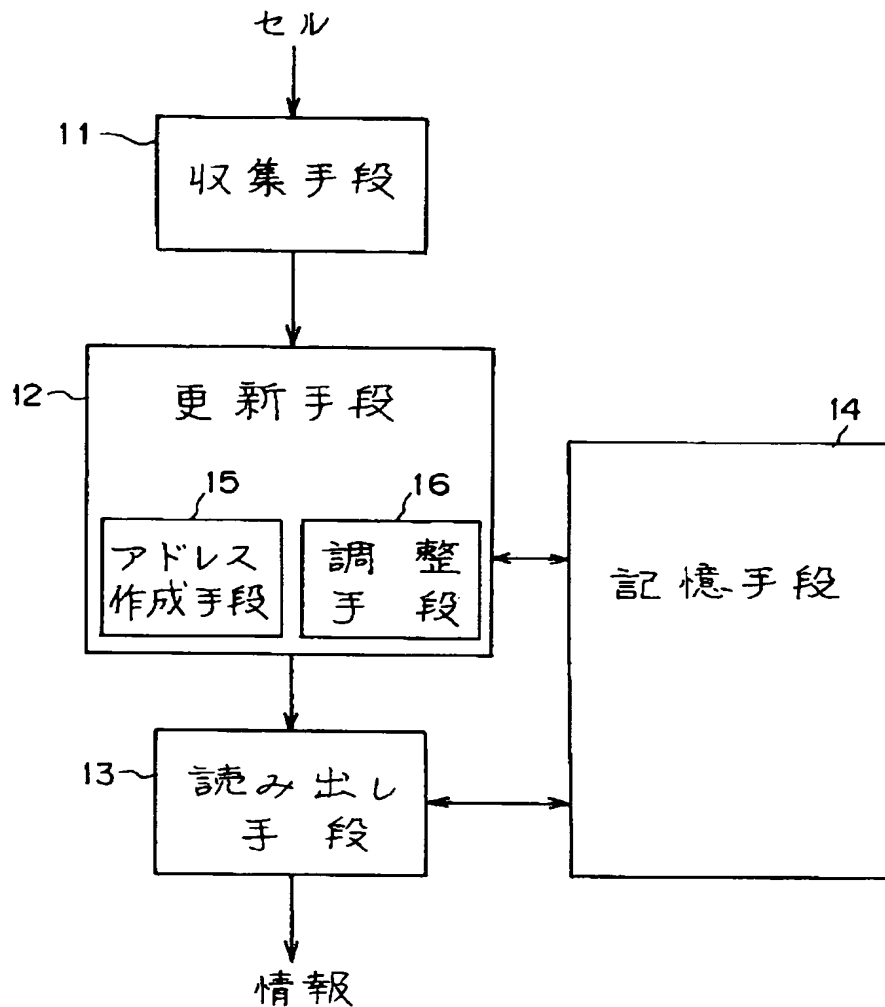 セル
11
収集手段
12
更新手段
14
15
16
アドレス
作成手段
調整
手段
記憶手段
13
読み出し
手段
情報